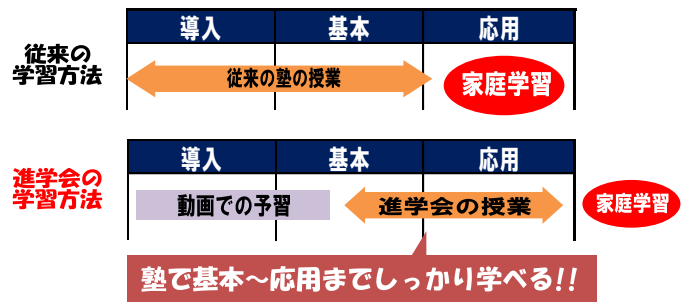 導入 基本 応用
従来の
学習方法
従来の塾の授業
家庭学習
導入 基本 応用
進学会の
学習方法
動画での予習
進学会の授業
家庭学習
塾で基本～応用までしっかり学べる!!